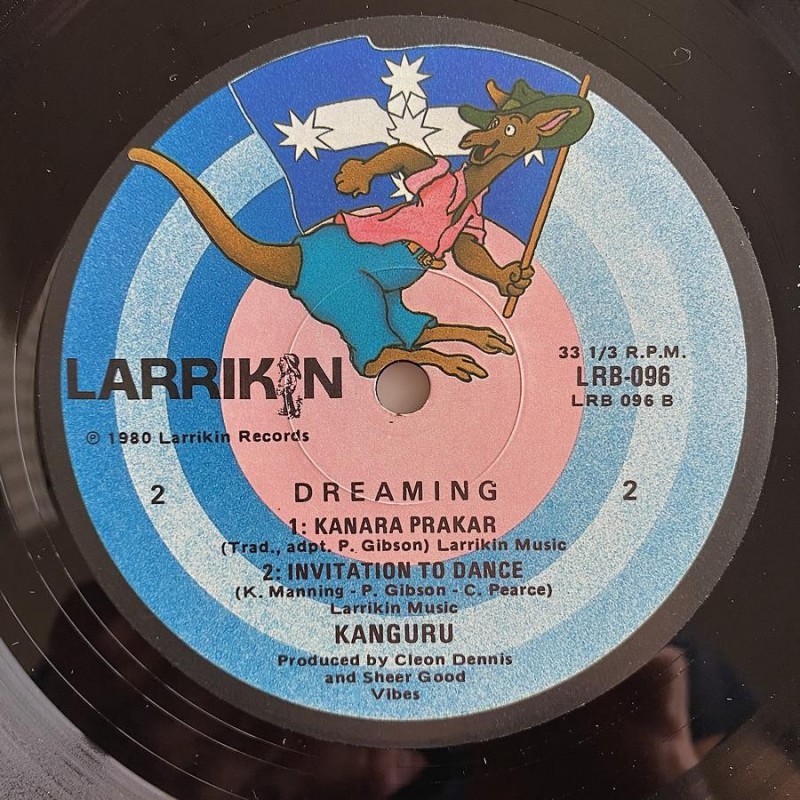 LARRIKIN
℗ 1980 Larrikin Records
33 1/3 R.P.M.
LRB-096
LRB 096 B
2
2
DREAMING
1: KANARA PRAKAR
(Trad., adpt. P. Gibson) Larrikin Music
2: INVITATION TO DANCE
(K. Manning - P. Gibson - C. Pearce)
Larrikin Music
KANGURU
Produced by Cleon Dennis
and Sheer Good
Vibes